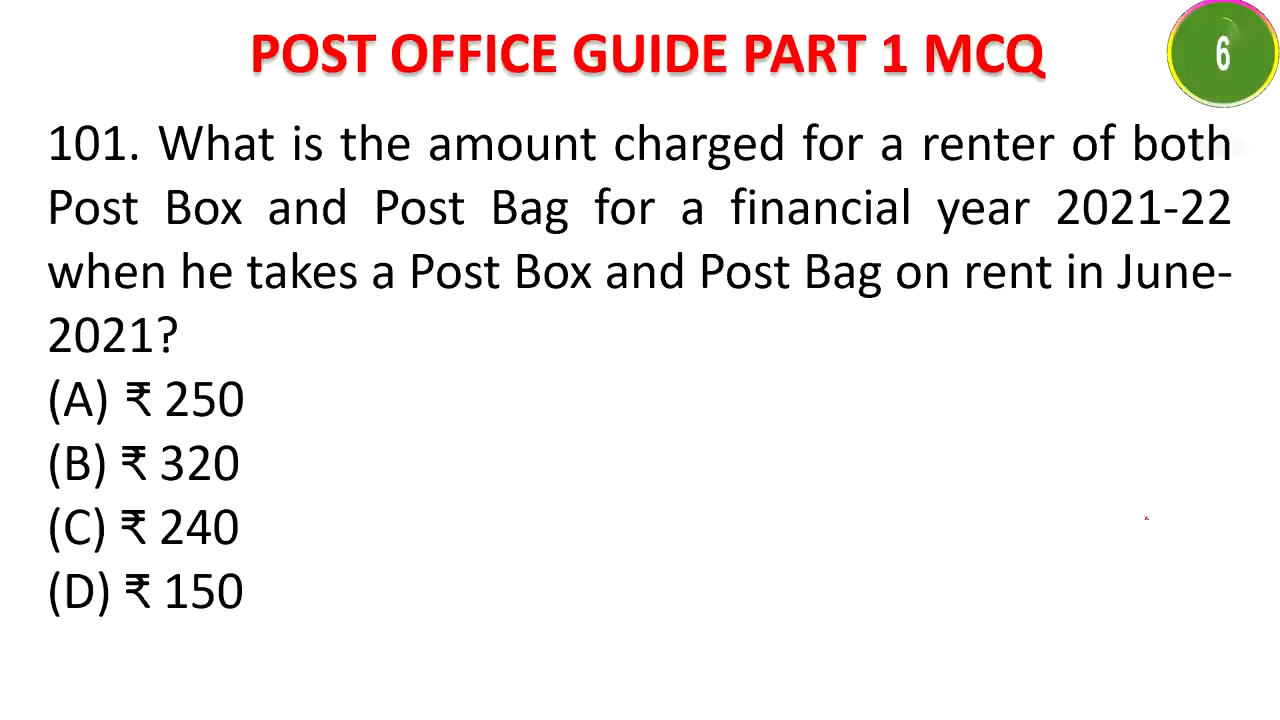 POST OFFICE GUIDE PART 1 MCQ
6
101. What is the amount charged for a renter of both
Post Box and Post Bag for a financial year 2021-22
when he takes a Post Box and Post Bag on rent in June-
2021?
(A) ₹ 250
(B) ₹ 320
(C) ₹ 240
(D) ₹ 150